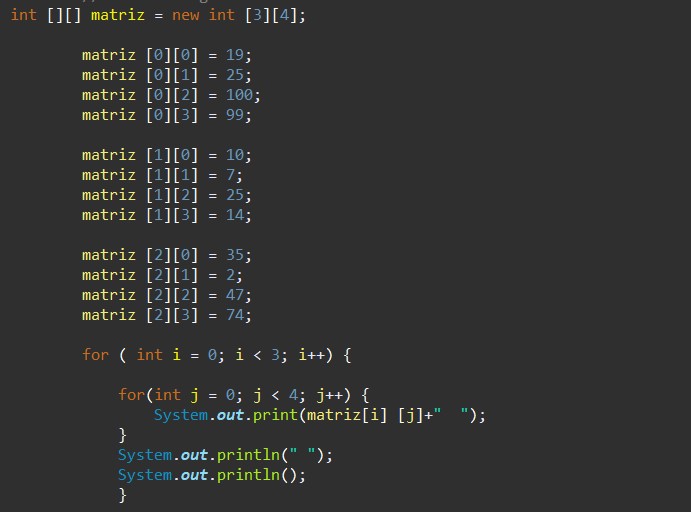 int [][] matriz = new int [3][4];
matriz [0][0] = 19;
matriz [0][1] = 25;
matriz [0][2] = 100;
matriz [0][3] = 99;
matriz [1][0] = 10;
matriz [1][1] = 7;
matriz [1][2] = 25;
matriz [1][3] = 14;
matriz [2][0] = 35;
matriz [2][1] = 2;
matriz [2][2] = 47;
matriz [2][3] = 74;
for ( int i = 0; i < 3; i++) {
for(int j = 0; j < 4; j++) {
System.out.print(matriz[i] [j]+"  ");
}
System.out.println(" ");
System.out.println();
}